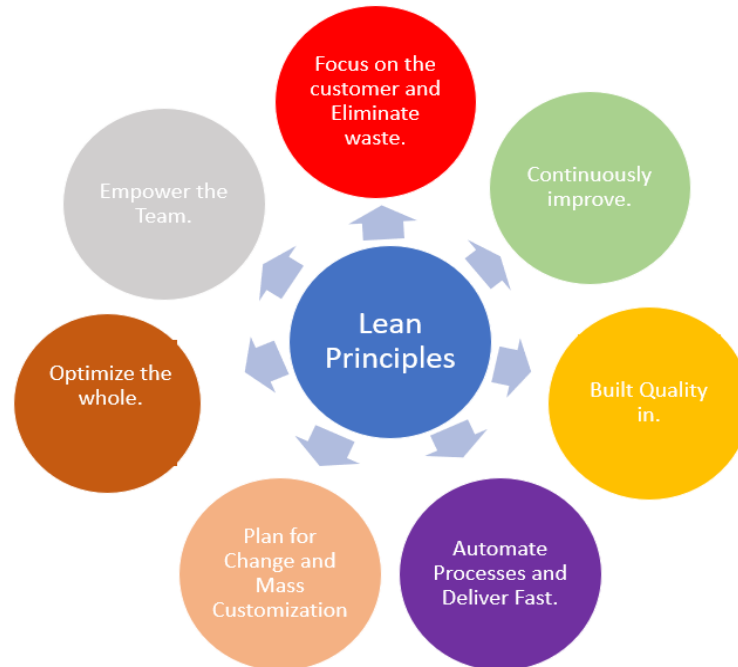 Focus on the
customer and
Eliminate
waste.
Continuously
improve.
Built Quality
in.
Automate
Processes and
Deliver Fast.
Plan for
Change and
Mass
Customization
Optimize the
whole.
Empower the
Team.
Lean
Principles